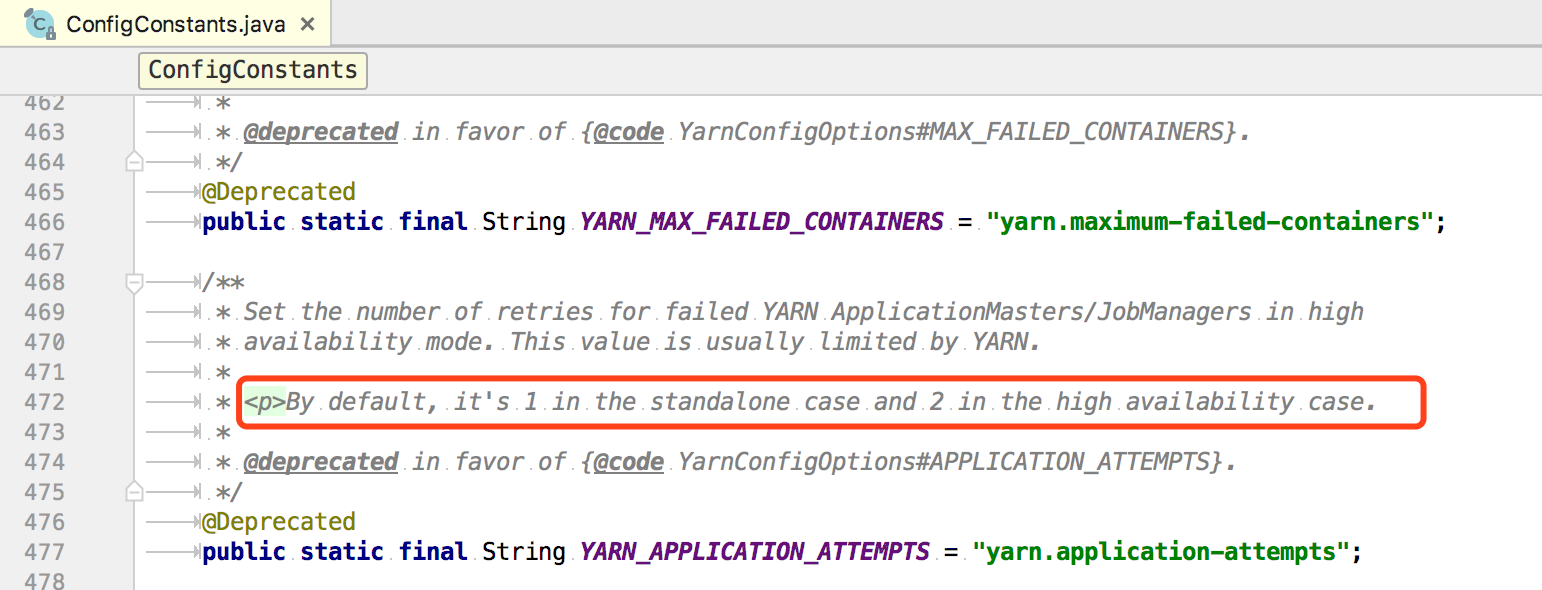 ConfigConstants.java ×
ConfigConstants
462 *
463 * @deprecated in favor of {@code YarnConfigOptions#MAX_FAILED_CONTAINERS}.
464 */
465 @Deprecated
466 public static final String YARN_MAX_FAILED_CONTAINERS = "yarn.maximum-failed-containers";
467
468 /**
469 * Set the number of retries for failed YARN ApplicationMasters/JobManagers in high
470 * availability mode. This value is usually limited by YARN.
471 *
472 * <p>By default, it's 1 in the standalone case and 2 in the high availability case.
473 *
474 * @deprecated in favor of {@code YarnConfigOptions#APPLICATION_ATTEMPTS}.
475 */
476 @Deprecated
477 public static final String YARN_APPLICATION_ATTEMPTS = "yarn.application-attempts";
478